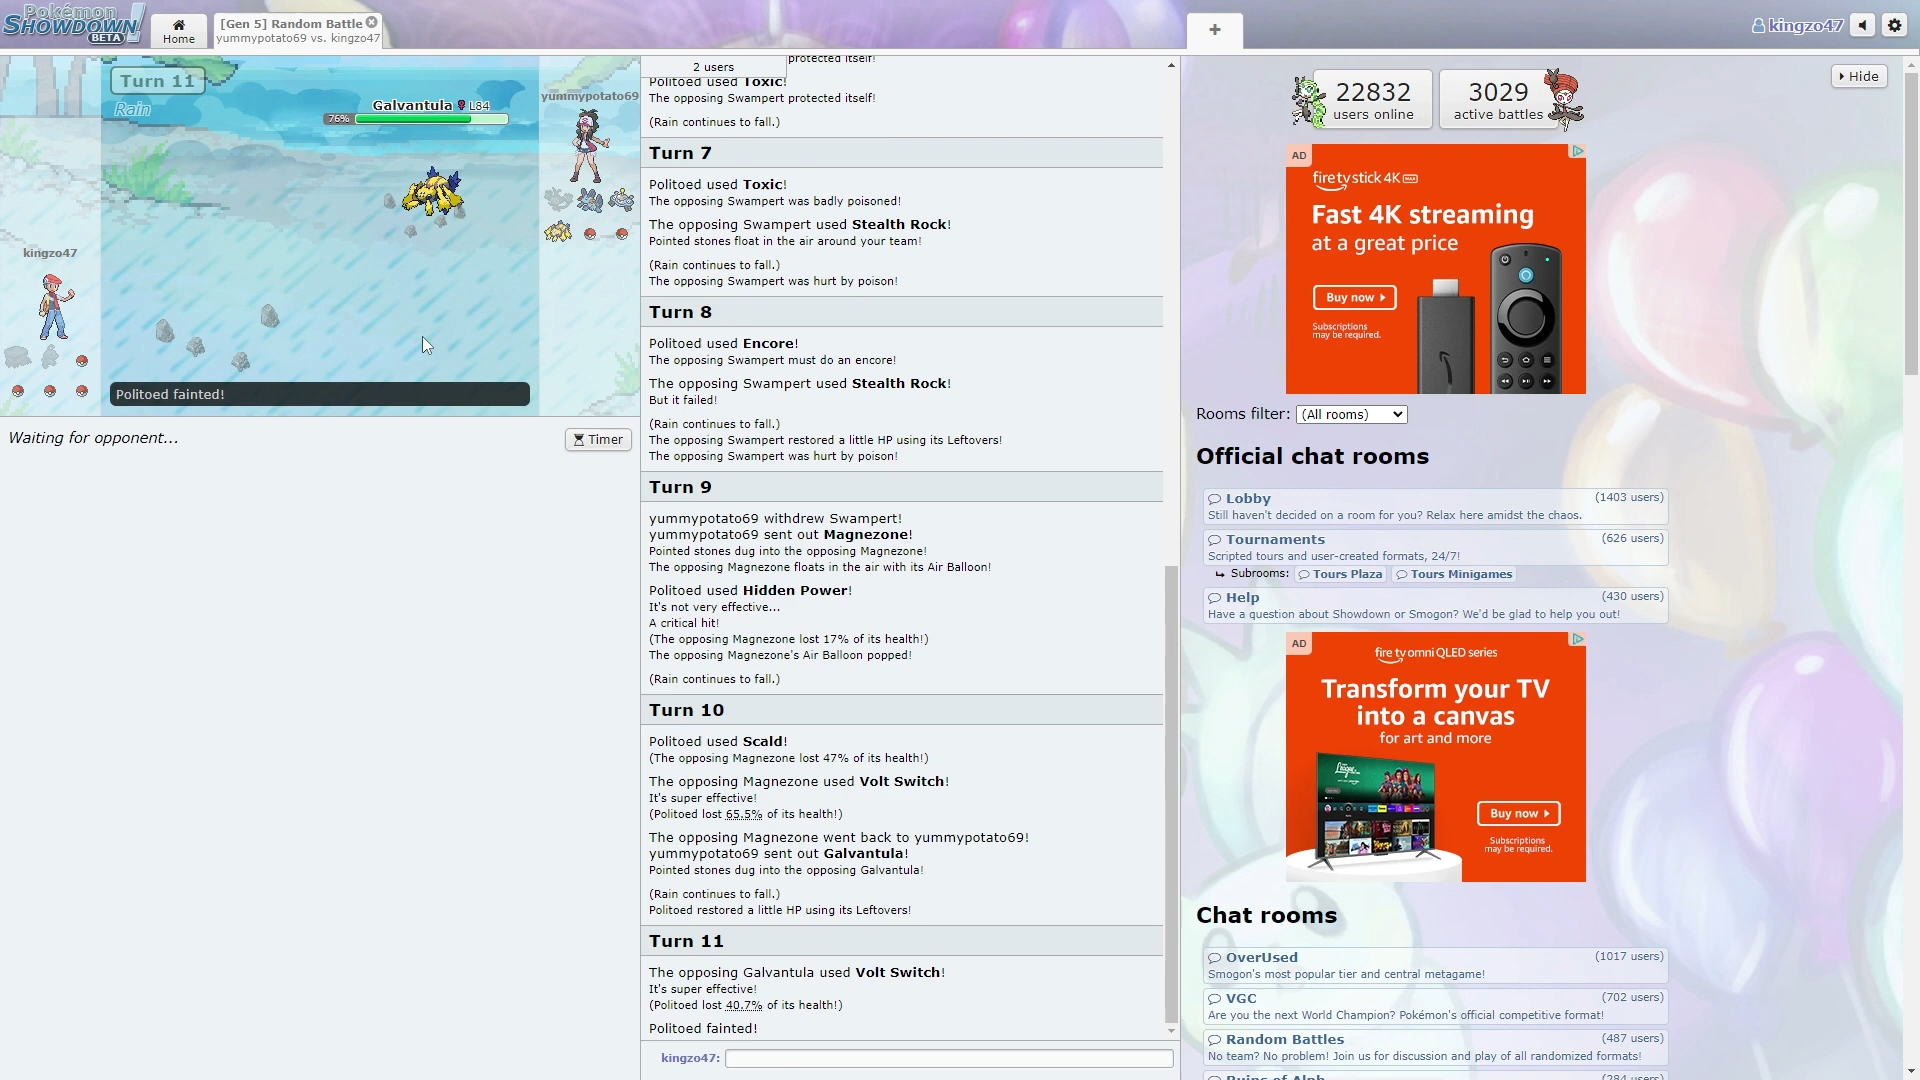 Pokémon
SHOWDOWN!
BETA
Home
[Gen 5] Random Battle
yummypotato69 vs. kingzo47
+
kingzo47
Turn 11
Rain
Galvantula L84
76%
yummypotato69
kingzo47
Politoed fainted!
Waiting for opponent...
Timer
2 users
protected itself!
Politoed used Toxic!
The opposing Swampert protected itself!
(Rain continues to fall.)
Turn 7
Politoed used Toxic!
The opposing Swampert was badly poisoned!
The opposing Swampert used Stealth Rock!
Pointed stones float in the air around your team!
(Rain continues to fall.)
The opposing Swampert was hurt by poison!
Turn 8
Politoed used Encore!
The opposing Swampert must do an encore!
The opposing Swampert used Stealth Rock!
But it failed!
(Rain continues to fall.)
The opposing Swampert restored a little HP using its Leftovers!
The opposing Swampert was hurt by poison!
Turn 9
yummypotato69 withdrew Swampert!
yummypotato69 sent out Magnezone!
Pointed stones dug into the opposing Magnezone!
The opposing Magnezone floats in the air with its Air Balloon!
Politoed used Hidden Power!
It's not very effective...
A critical hit!
(The opposing Magnezone lost 17% of its health!)
The opposing Magnezone's Air Balloon popped!
(Rain continues to fall.)
Turn 10
Politoed used Scald!
(The opposing Magnezone lost 47% of its health!)
The opposing Magnezone used Volt Switch!
It's super effective!
(Politoed lost 65.5% of its health!)
The opposing Magnezone went back to yummypotato69!
yummypotato69 sent out Galvantula!
Pointed stones dug into the opposing Galvantula!
(Rain continues to fall.)
Politoed restored a little HP using its Leftovers!
Turn 11
The opposing Galvantula used Volt Switch!
It's super effective!
(Politoed lost 40.7% of its health!)
Politoed fainted!
kingzo47:
Hide
22832
users online
3029
active battles
AD
fire tv stick 4K MAX
Fast 4K streaming
at a great price
Buy now
Subscriptions
may be required.
Rooms filter: (All rooms)
Official chat rooms
Lobby (1403 users)
Still haven't decided on a room for you? Relax here amidst the chaos.
Tournaments (626 users)
Scripted tours and user-created formats, 24/7!
Subrooms: Tours Plaza Tours Minigames
Help (430 users)
Have a question about Showdown or Smogon? We'd be glad to help you out!
AD
fire tv omni QLED series
Transform your TV
into a canvas
for art and more
Buy now
Subscriptions
may be required.
Chat rooms
OverUsed (1017 users)
Smogon's most popular tier and central metagame!
VGC (702 users)
Are you the next World Champion? Pokémon's official competitive format!
Random Battles (487 users)
No team? No problem! Join us for discussion and play of all randomized formats!
Ruins of Alph (284 users)